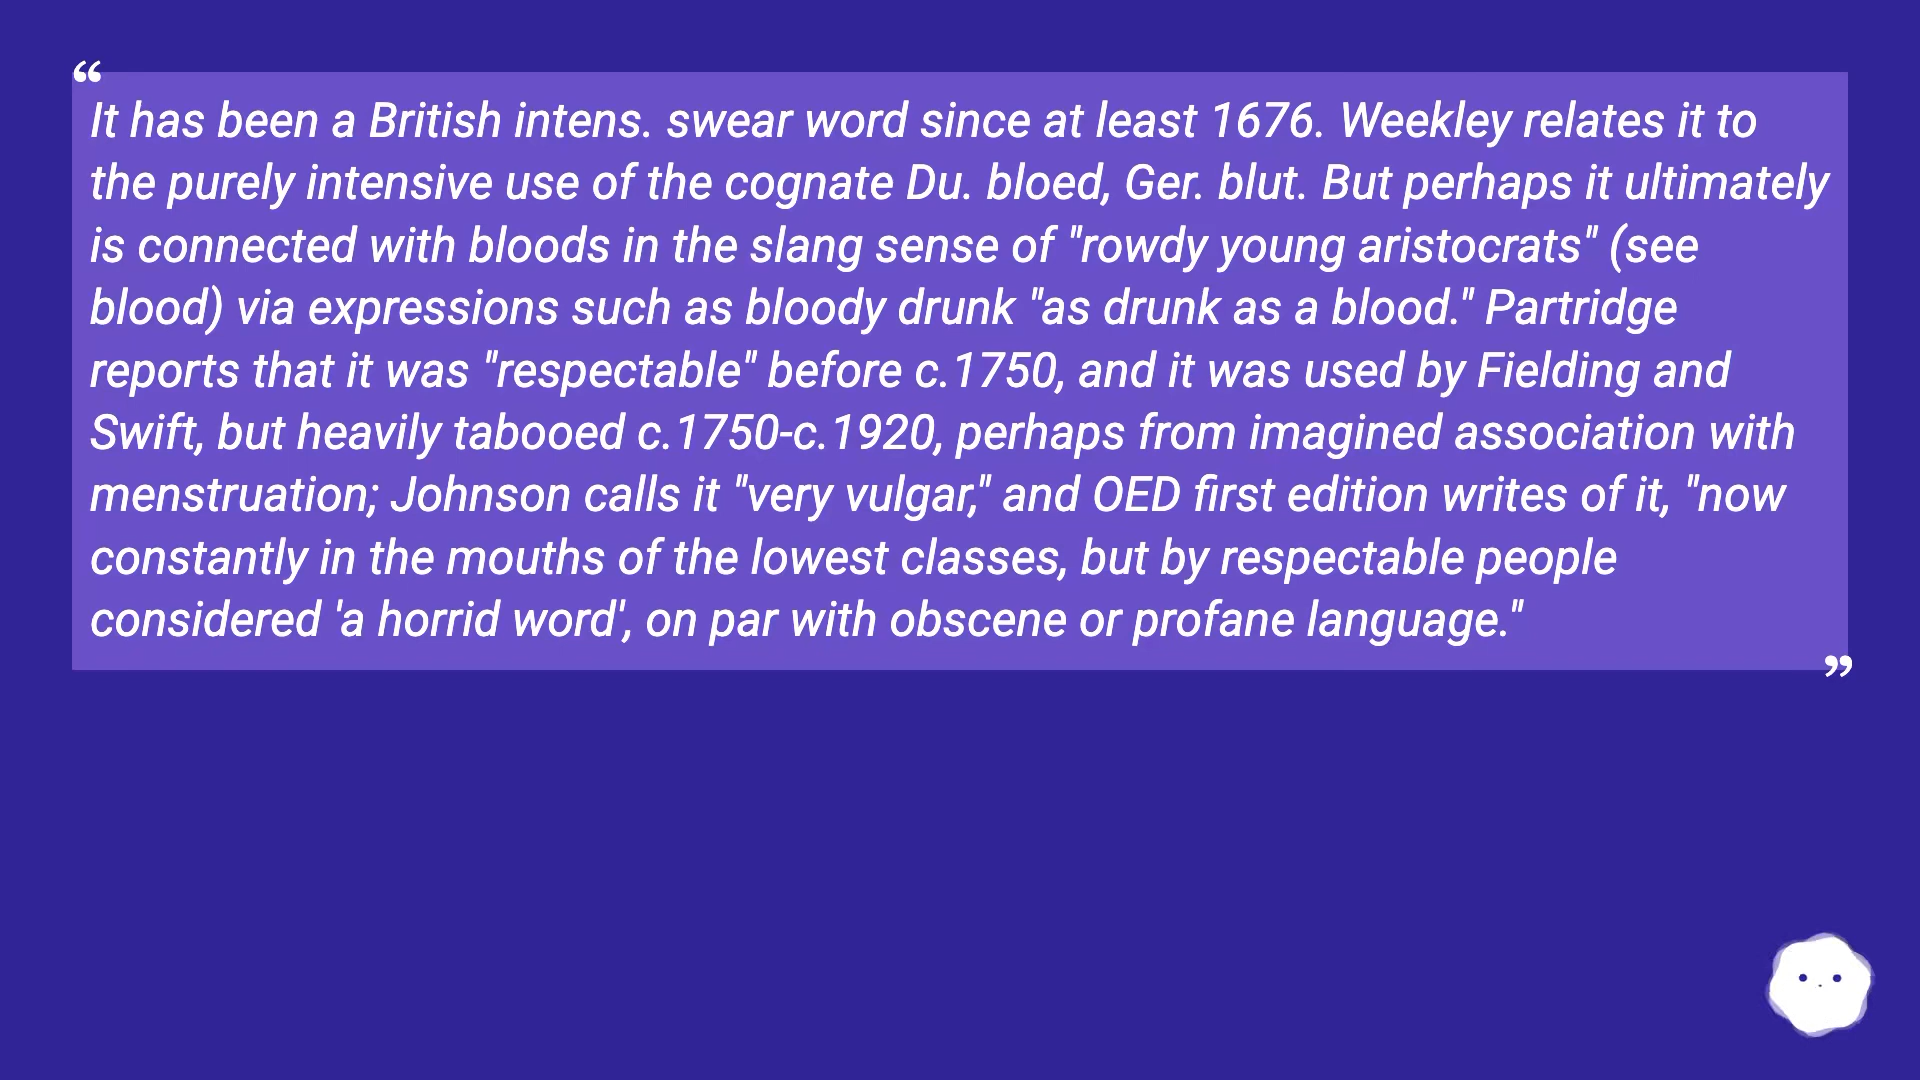 “
It has been a British intens. swear word since at least 1676. Weekley relates it to
the purely intensive use of the cognate Du. bloed, Ger. blut. But perhaps it ultimately
is connected with bloods in the slang sense of "rowdy young aristocrats" (see
blood) via expressions such as bloody drunk "as drunk as a blood." Partridge
reports that it was "respectable" before c.1750, and it was used by Fielding and
Swift, but heavily tabooed c.1750-c.1920, perhaps from imagined association with
menstruation; Johnson calls it "very vulgar," and OED first edition writes of it, "now
constantly in the mouths of the lowest classes, but by respectable people
considered 'a horrid word', on par with obscene or profane language."
”